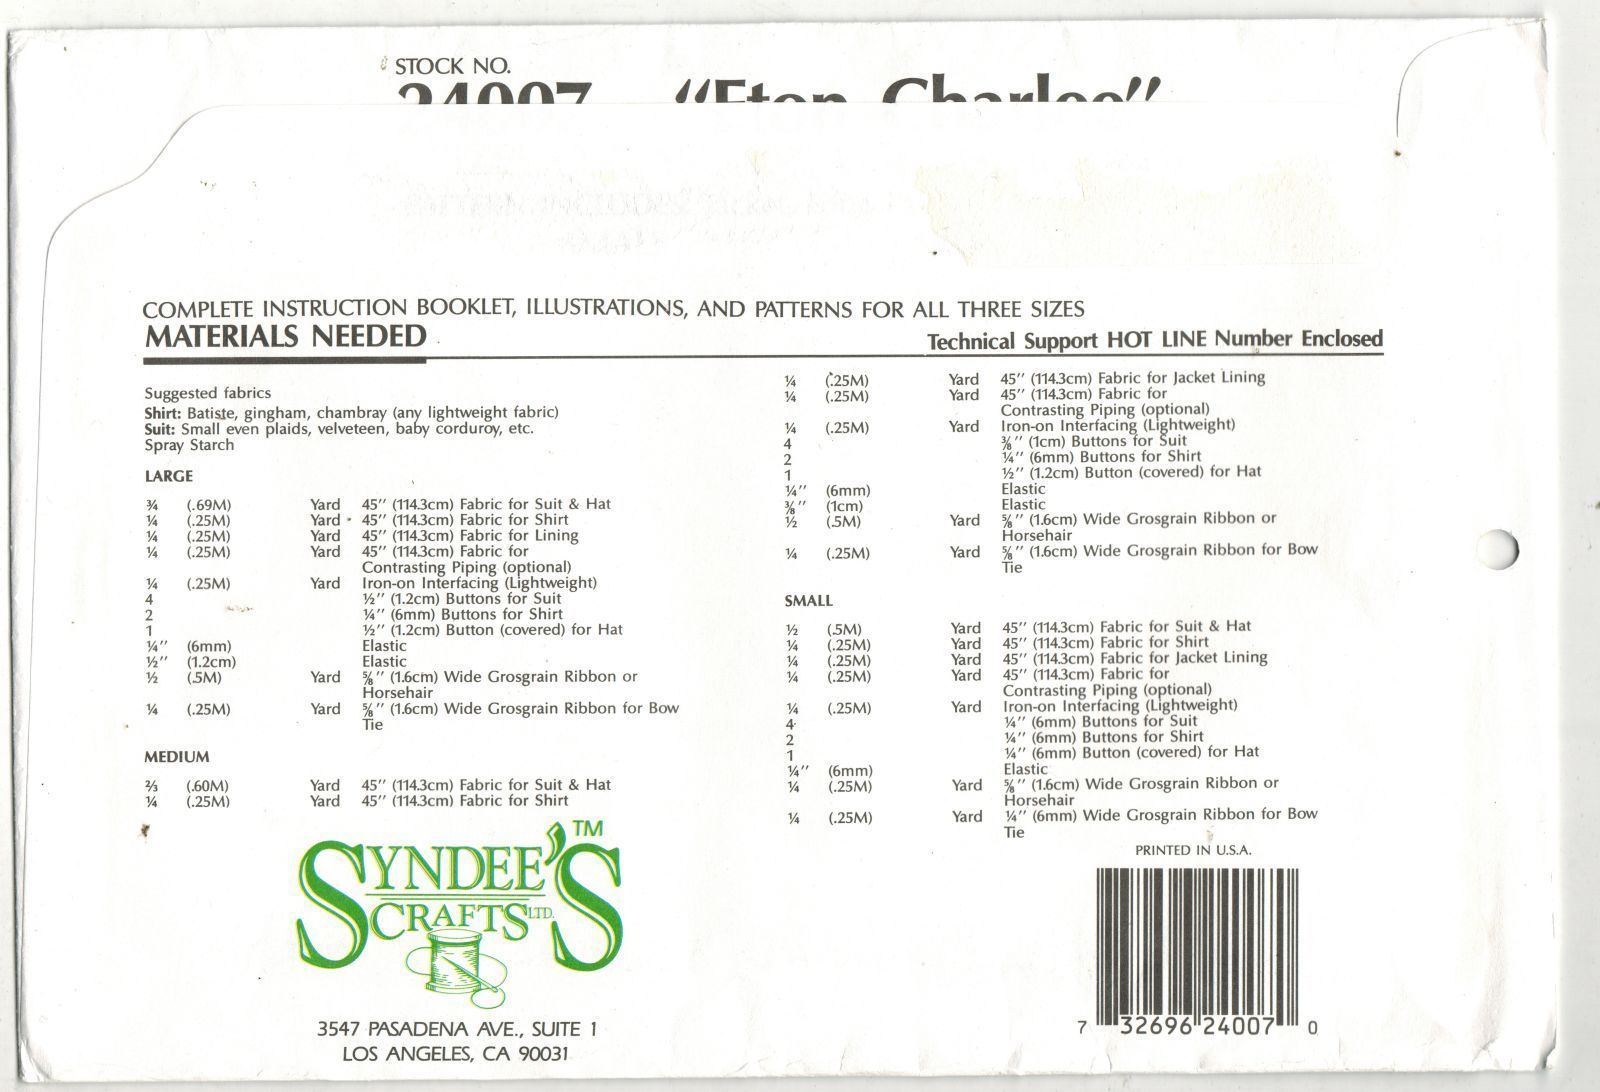 STOCK NO.
24007 "Eton Charlee"
COMPLETE INSTRUCTION BOOKLET, ILLUSTRATIONS, AND PATTERNS FOR ALL THREE SIZES
MATERIALS NEEDED
Technical Support HOT LINE Number Enclosed
Suggested fabrics
Shirt: Batiste, gingham, chambray (any lightweight fabric)
Suit: Small even plaids, velveteen, baby corduroy, etc.
Spray Starch
LARGE
¾ (.69M) Yard 45" (114.3cm) Fabric for Suit & Hat
¼ (.25M) Yard 45" (114.3cm) Fabric for Shirt
¼ (.25M) Yard 45" (114.3cm) Fabric for Lining
¼ (.25M) Yard 45" (114.3cm) Fabric for
Contrasting Piping (optional)
¼ (.25M) Yard Iron-on Interfacing (Lightweight)
4 ½" (1.2cm) Buttons for Suit
2 ¼" (6mm) Buttons for Shirt
1 ½" (1.2cm) Button (covered) for Hat
¼" (6mm) Elastic
½" (1.2cm) Elastic
½ (.5M) Yard ⅝" (1.6cm) Wide Grosgrain Ribbon or
Horsehair
¼ (.25M) Yard ⅝" (1.6cm) Wide Grosgrain Ribbon for Bow
Tie
MEDIUM
⅔ (.60M) Yard 45" (114.3cm) Fabric for Suit & Hat
¼ (.25M) Yard 45" (114.3cm) Fabric for Shirt
¼ (.25M) Yard 45" (114.3cm) Fabric for Jacket Lining
¼ (.25M) Yard 45" (114.3cm) Fabric for
Contrasting Piping (optional)
¼ (.25M) Yard Iron-on Interfacing (Lightweight)
4 ⅜" (1cm) Buttons for Suit
2 ¼" (6mm) Buttons for Shirt
1 ½" (1.2cm) Button (covered) for Hat
¼" (6mm) Elastic
⅜" (1cm) Elastic
½ (.5M) Yard ⅝" (1.6cm) Wide Grosgrain Ribbon or
Horsehair
¼ (.25M) Yard ⅝" (1.6cm) Wide Grosgrain Ribbon for Bow
Tie
SMALL
½ (.5M) Yard 45" (114.3cm) Fabric for Suit & Hat
¼ (.25M) Yard 45" (114.3cm) Fabric for Shirt
¼ (.25M) Yard 45" (114.3cm) Fabric for Jacket Lining
¼ (.25M) Yard 45" (114.3cm) Fabric for
Contrasting Piping (optional)
¼ (.25M) Yard Iron-on Interfacing (Lightweight)
4 ¼" (6mm) Buttons for Suit
2 ¼" (6mm) Buttons for Shirt
1 ¼" (6mm) Button (covered) for Hat
¼" (6mm) Elastic
¼ (.25M) Yard ⅝" (1.6cm) Wide Grosgrain Ribbon or
Horsehair
¼ (.25M) Yard ¼" (6mm) Wide Grosgrain Ribbon for Bow
Tie
SYNDEE'S ™
CRAFTS LTD.
3547 PASADENA AVE., SUITE 1
LOS ANGELES, CA 90031
PRINTED IN U.S.A.
7 32696 24007 0